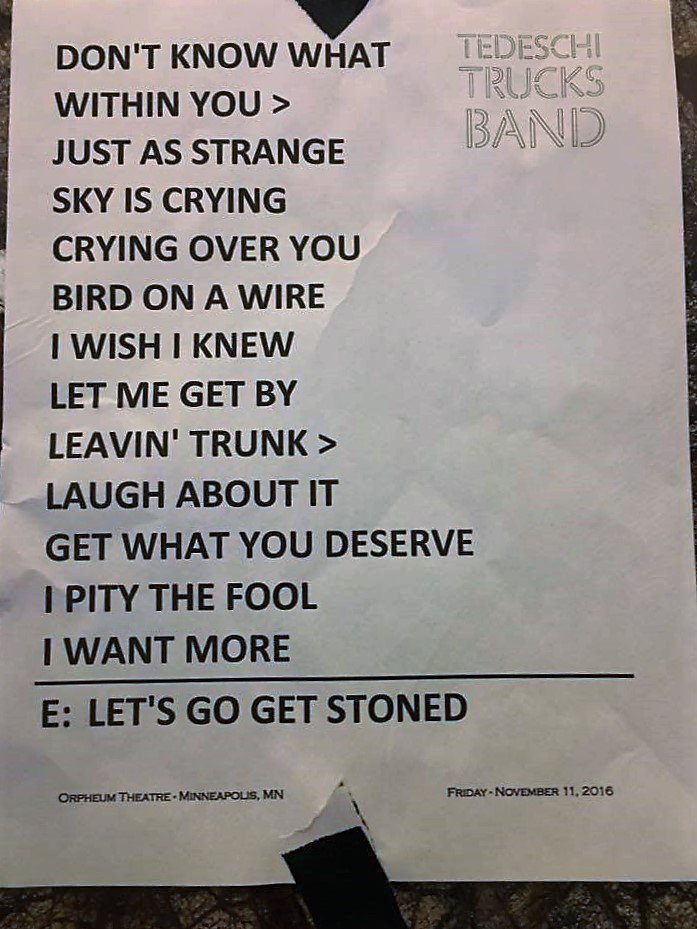 TEDESCHI
TRUCKS
BAND
DON'T KNOW WHAT
WITHIN YOU >
JUST AS STRANGE
SKY IS CRYING
CRYING OVER YOU
BIRD ON A WIRE
I WISH I KNEW
LET ME GET BY
LEAVIN' TRUNK >
LAUGH ABOUT IT
GET WHAT YOU DESERVE
I PITY THE FOOL
I WANT MORE
E: LET'S GO GET STONED
ORPHEUM THEATRE - MINNEAPOLIS, MN
FRIDAY - NOVEMBER 11, 2016